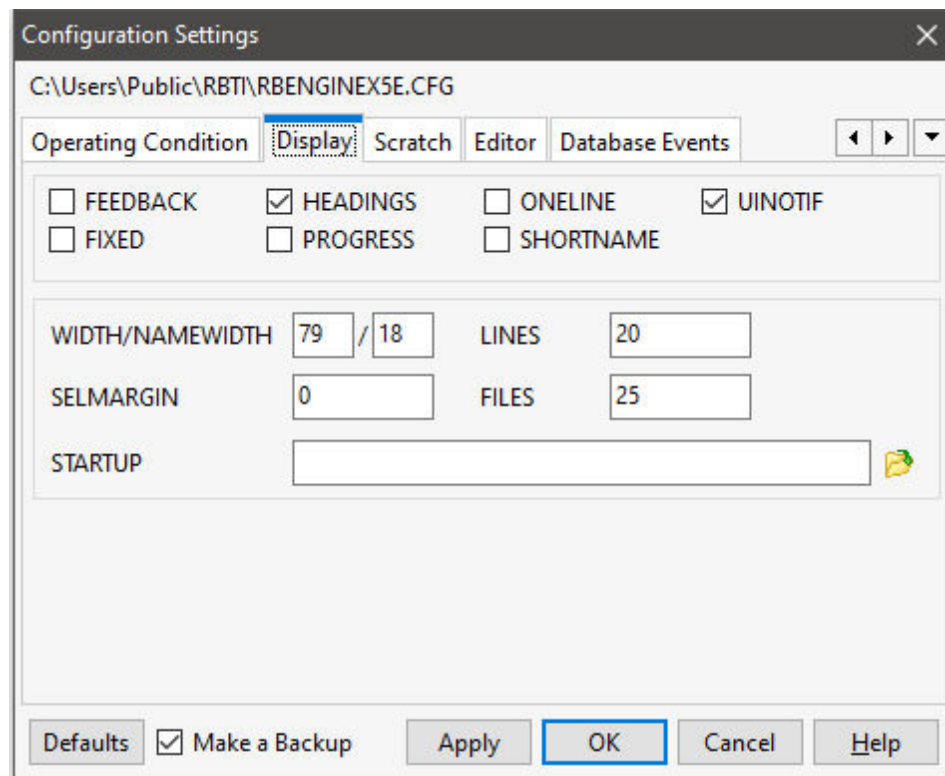 Configuration Settings
C:\Users\Public\RBTI\RBENGINEX5E.CFG
Operating Condition Display Scratch Editor Database Events
FEEDBACK HEADINGS ONELINE UINOTIF
FIXED PROGRESS SHORTNAME
WIDTH/NAMEWIDTH 79 / 18 LINES 20
SELMARGIN 0 FILES 25
STARTUP
Defaults Make a Backup Apply OK Cancel Help